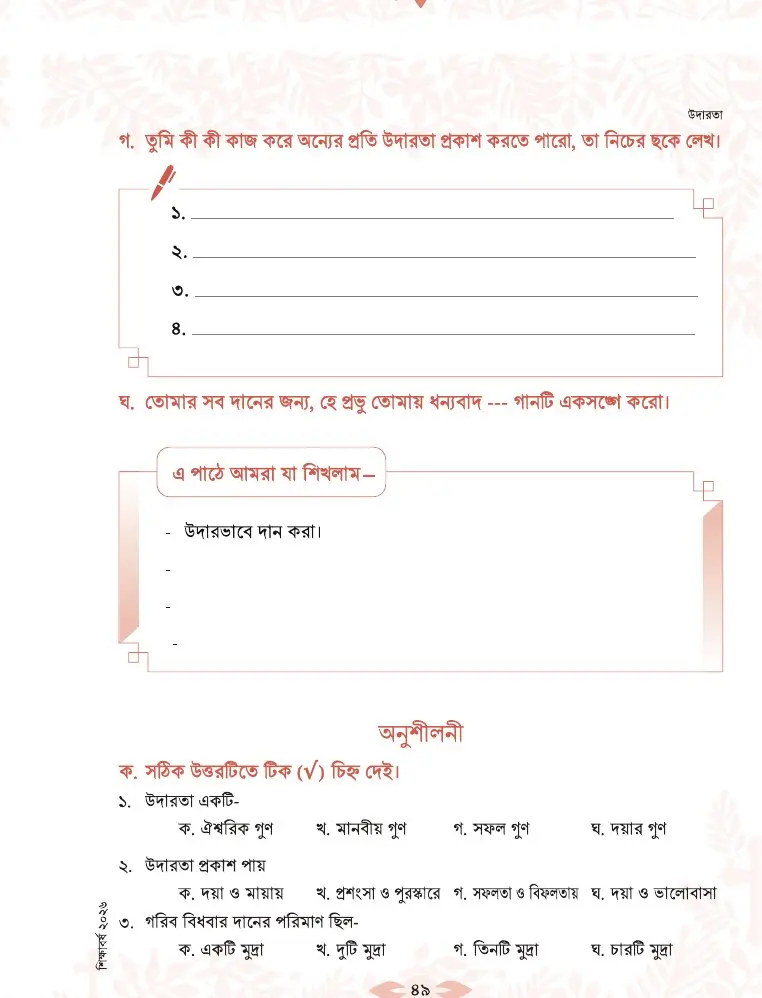 উদারতা
গ. তুমি কী কী কাজ করে অন্যের প্রতি উদারতা প্রকাশ করতে পারো, তা নিচের ছকে লেখ।
১.
২.
৩.
৪.
ঘ. তোমার সব দানের জন্য, হে প্রভু তোমায় ধন্যবাদ --- গানটি একসঙ্গে করো।
এ পাঠে আমরা যা শিখলাম–
- উদারভাবে দান করা।
-
-
-
অনুশীলনী
ক. সঠিক উত্তরটিতে টিক (√) চিহ্ন দেই।
১. উদারতা একটি-
ক. ঐশ্বরিক গুণ খ. মানবীয় গুণ গ. সফল গুণ ঘ. দয়ার গুণ
২. উদারতা প্রকাশ পায়
ক. দয়া ও মায়ায় খ. প্রশংসা ও পুরস্কারে গ. সফলতা ও বিফলতায় ঘ. দয়া ও ভালোবাসা
৩. গরিব বিধবার দানের পরিমাণ ছিল-
ক. একটি মুদ্রা খ. দুটি মুদ্রা গ. তিনটি মুদ্রা ঘ. চারটি মুদ্রা
শিক্ষাবর্ষ ২০২৬
৪৯